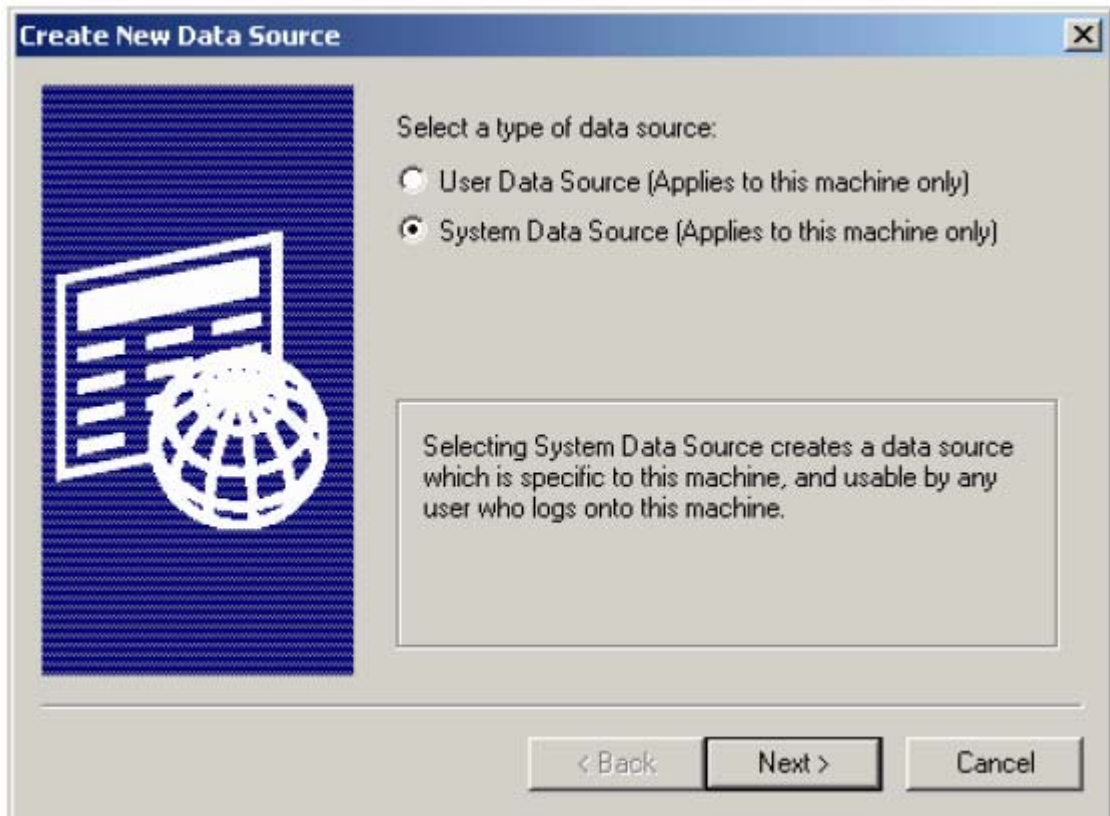 Create New Data Source
Select a type of data source:
User Data Source (Applies to this machine only)
System Data Source (Applies to this machine only)
Selecting System Data Source creates a data source
which is specific to this machine, and usable by any
user who logs onto this machine.
< Back
Next >
Cancel